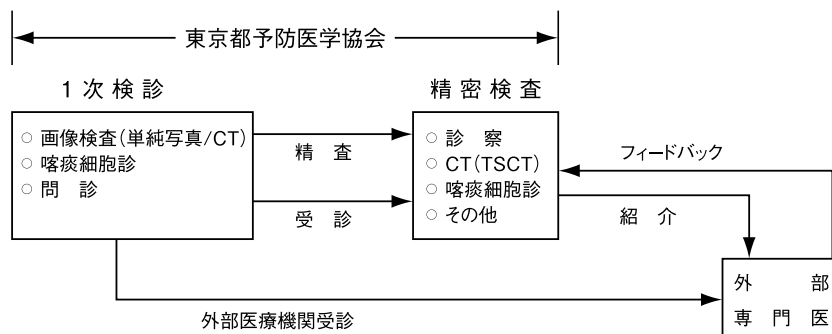 東京都予防医学協会
1次検診
精密検査
○ 画像検査(単純写真/CT)
○ 喀痰細胞診
○ 問 診
精 査
受 診
○ 診 察
○ CT(TSCT)
○ 喀痰細胞診
○ その他
フィードバック
紹 介
外 部
専 門 医
外部医療機関受診